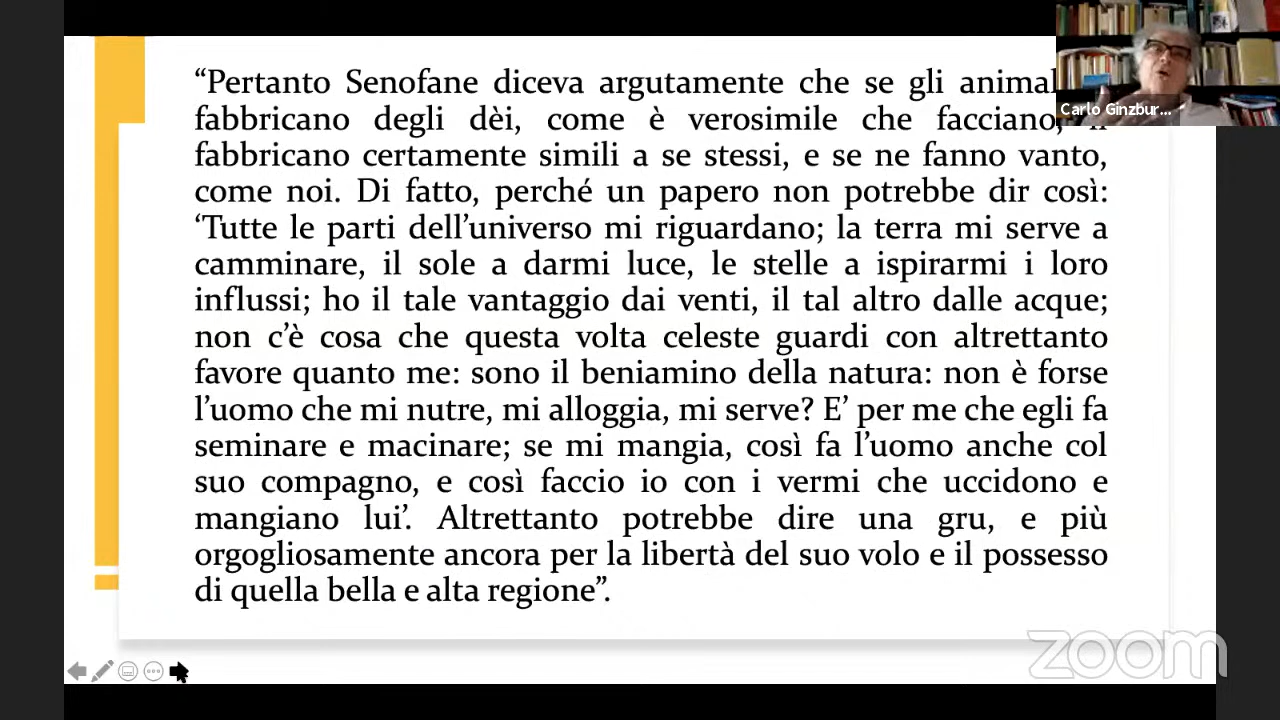 “Pertanto Senofane diceva argutamente che se gli animal
fabbricano degli dèi, come è verosimile che facciano,
fabbricano certamente simili a se stessi, e se ne fanno vanto,
come noi. Di fatto, perché un papero non potrebbe dir così:
‘Tutte le parti dell’universo mi riguardano; la terra mi serve a
camminare, il sole a darmi luce, le stelle a ispirarmi i loro
influssi; ho il tale vantaggio dai venti, il tal altro dalle acque;
non c’è cosa che questa volta celeste guardi con altrettanto
favore quanto me: sono il beniamino della natura: non è forse
l’uomo che mi nutre, mi alloggia, mi serve? E’ per me che egli fa
seminare e macinare; se mi mangia, così fa l’uomo anche col
suo compagno, e così faccio io con i vermi che uccidono e
mangiano lui’. Altrettanto potrebbe dire una gru, e più
orgogliosamente ancora per la libertà del suo volo e il possesso
di quella bella e alta regione”.
Carlo Ginzbur...
zoom